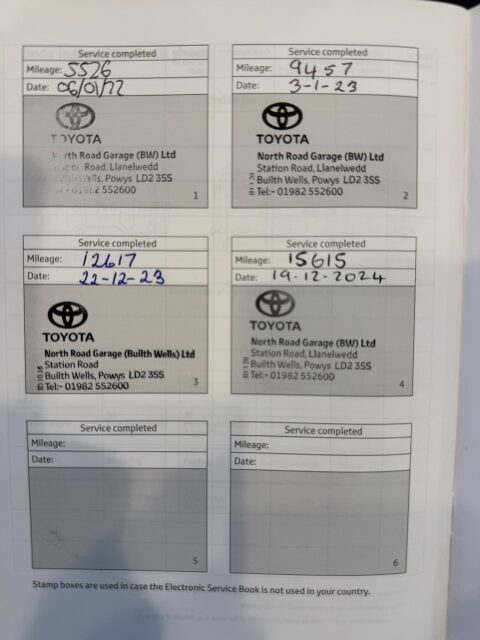 Service completed
Mileage: 5526
Date: 06/01/22
TOYOTA
North Road Garage (BW) Ltd
Station Road, Llanelwedd
Builth Wells, Powys LD2 3SS
01982 552600
1
Service completed
Mileage: 9457
Date: 3-1-23
TOYOTA
North Road Garage (BW) Ltd
Station Road, Llanelwedd
Builth Wells, Powys LD2 3SS
Tel:- 01982 552600
2
Service completed
Mileage: 12617
Date: 22-12-23
TOYOTA
North Road Garage (Builth Wells) Ltd
Station Road
Builth Wells, Powys LD2 3SS
Tel:- 01982 552600
3
Service completed
Mileage: 15615
Date: 19-12-2024
TOYOTA
North Road Garage (BW) Ltd
Station Road, Llanelwedd
Builth Wells, Powys LD2 3SS
Tel:- 01982 552600
4
Service completed
Mileage:
Date:
5
Service completed
Mileage:
Date:
6
Stamp boxes are used in case the Electronic Service Book is not used in your country.